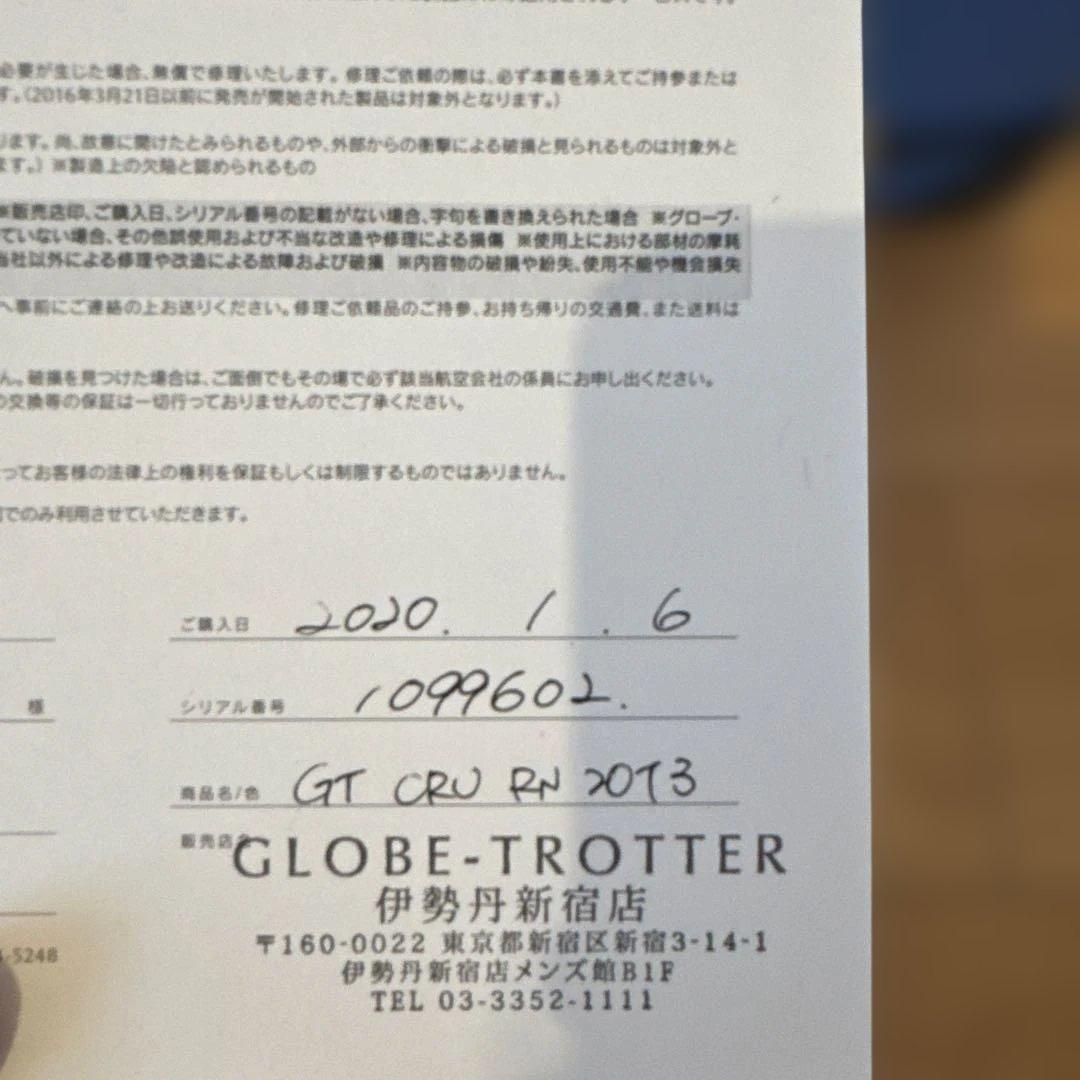 必要が生じた場合、無償で修理いたします。修理ご依頼の際は、必ず本書を添えてご持参または
す。（2016年3月21日以前に発売が開始された製品は対象外となります。）
ります。尚、故意に開けたとみられるものや、外部からの衝撃による破損と見られるものは対象外と
ます。）※製造上の欠陥と認められるもの
※販売店印、ご購入日、シリアル番号の記載がない場合、字句を書き換えられた場合 ※グローブ・
ていない場合、その他誤使用および不当な改造や修理による損傷 ※使用上における部材の摩耗
当社以外による修理や改造による故障および破損 ※内容物の破損や紛失、使用不能や機会損失
へ事前にご連絡の上お送りください。修理ご依頼品のご持参、お持ち帰りの交通費、また送料は
ん。破損を見つけた場合は、ご面倒でもその場で必ず該当航空会社の係員にお申し出ください。
の交換等の保証は一切行っておりませんのでご了承ください。
ってお客様の法律上の権利を保証もしくは制限するものではありません。
でのみ利用させていただきます。
ご購入日 2020. 1. 6
様
シリアル番号 1099602.
商品名/色 GT CRU RN 20T3
販売店名
GLOBE-TROTTER
伊勢丹新宿店
〒160-0022 東京都新宿区新宿3-14-1
-5248
伊勢丹新宿店メンズ館B1F
TEL 03-3352-1111